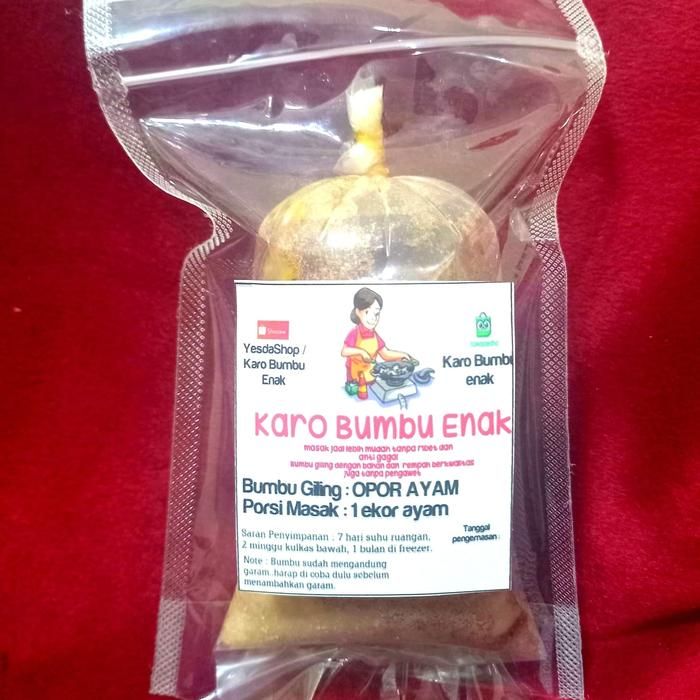 Shopee
YesdaShop /
Karo Bumbu
Enak
tokopedia
Karo Bumbu
enak
Karo Bumbu Enak
masak jadi lebih mudah tanpa ribet dan
anti gagal
Bumbu giling dengan bahan dan rempah berkwalitas
juga tanpa pengawet
Bumbu Giling : OPOR AYAM
Porsi Masak : 1 ekor ayam
Saran Penyimpanan : 7 hari suhu ruangan,
2 minggu kulkas bawah, 1 bulan di freezer.
Tanggal
pengemasan :
Note : Bumbu sudah mengandung
garam..harap di coba dulu sebelum
menambahkan garam.